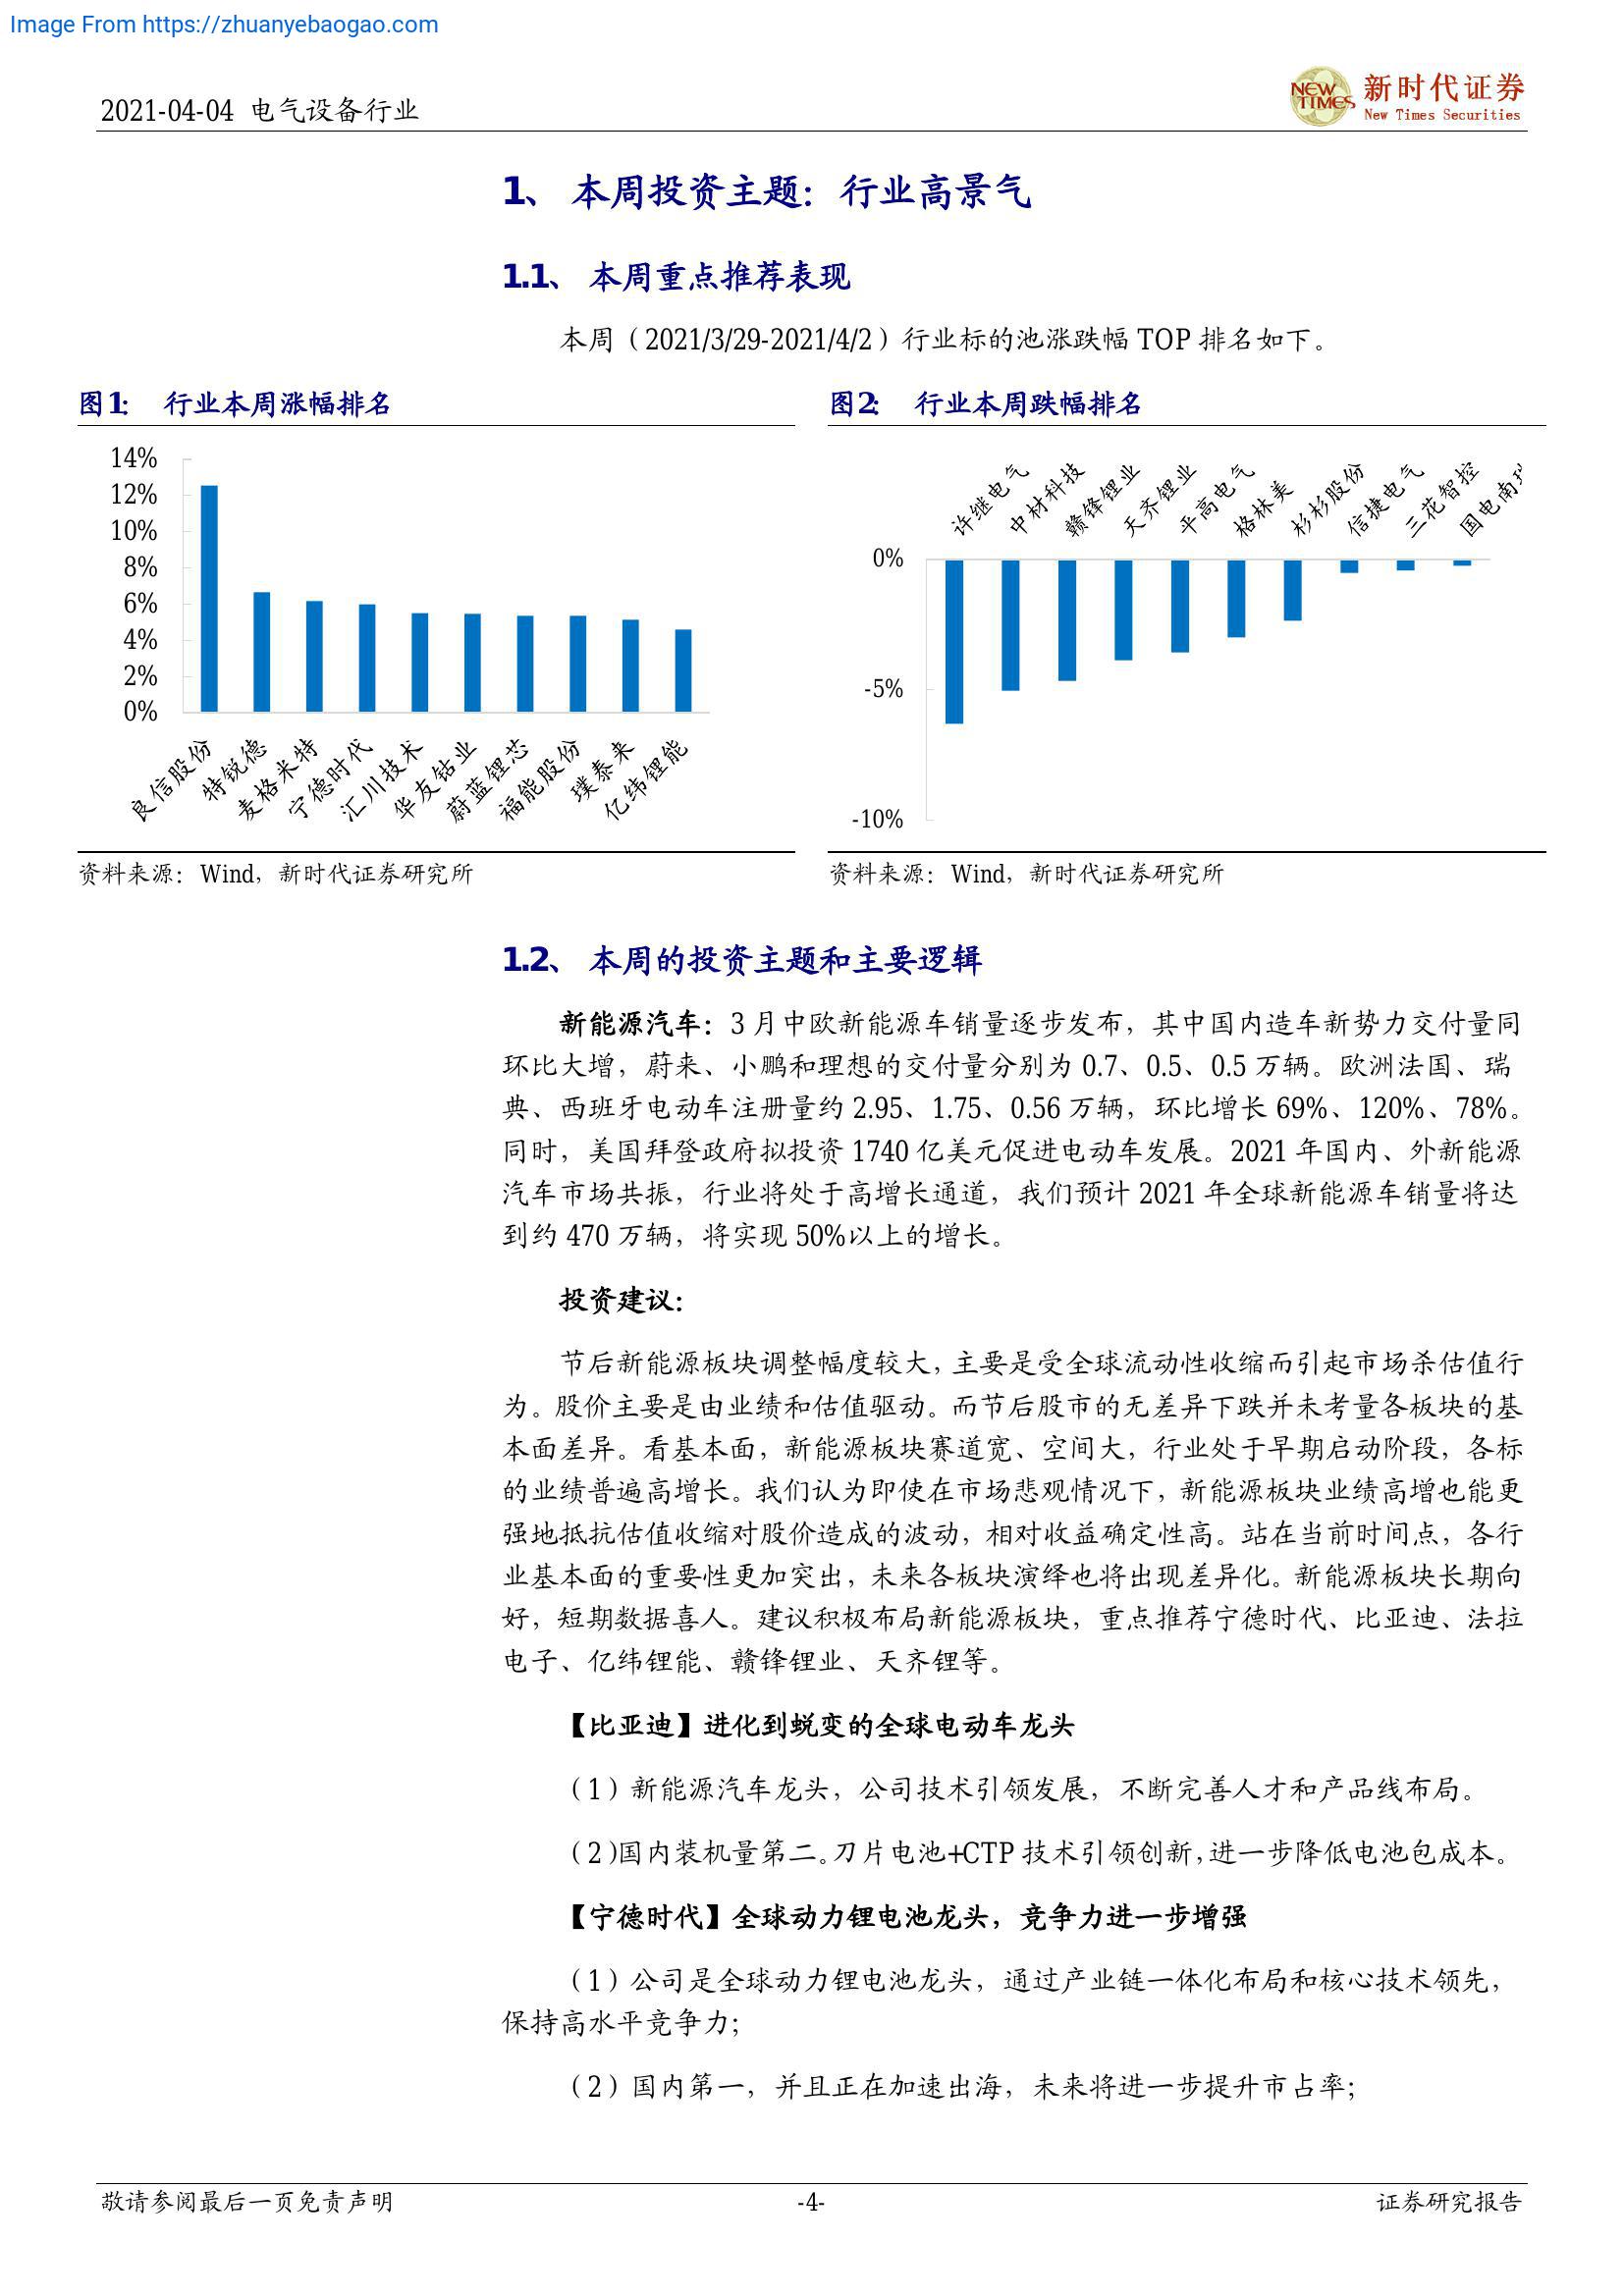 Image From https://zhuanyebaogao.com
2021-04-04 电气设备行业
NEW TIMES
新时代证券
New Times Securities
1、 本周投资主题：行业高景气
1.1、 本周重点推荐表现
本周（2021/3/29-2021/4/2）行业标的池涨跌幅 TOP 排名如下。
图1： 行业本周涨幅排名
14%
12%
10%
8%
6%
4%
2%
0%
良信股份
特锐德
麦格米特
宁德时代
汇川技术
华友钴业
蔚蓝锂芯
福能股份
璞泰来
亿纬锂能
资料来源：Wind，新时代证券研究所
图2： 行业本周跌幅排名
许继电气
中材科技
赣锋锂业
天齐锂业
平高电气
格林美
杉杉股份
信捷电气
三花智控
国电南
0%
-5%
-10%
资料来源：Wind，新时代证券研究所
1.2、 本周的投资主题和主要逻辑
新能源汽车：3 月中欧新能源车销量逐步发布，其中国内造车新势力交付量同
环比大增，蔚来、小鹏和理想的交付量分别为 0.7、0.5、0.5 万辆。欧洲法国、瑞
典、西班牙电动车注册量约 2.95、1.75、0.56 万辆，环比增长 69%、120%、78%。
同时，美国拜登政府拟投资 1740 亿美元促进电动车发展。2021 年国内、外新能源
汽车市场共振，行业将处于高增长通道，我们预计 2021 年全球新能源车销量将达
到约 470 万辆，将实现 50%以上的增长。
投资建议：
节后新能源板块调整幅度较大，主要是受全球流动性收缩而引起市场杀估值行
为。股价主要是由业绩和估值驱动。而节后股市的无差异下跌并未考量各板块的基
本面差异。看基本面，新能源板块赛道宽、空间大，行业处于早期启动阶段，各标
的业绩普遍高增长。我们认为即使在市场悲观情况下，新能源板块业绩高增也能更
强地抵抗估值收缩对股价造成的波动，相对收益确定性高。站在当前时间点，各行
业基本面的重要性更加突出，未来各板块演绎也将出现差异化。新能源板块长期向
好，短期数据喜人。建议积极布局新能源板块，重点推荐宁德时代、比亚迪、法拉
电子、亿纬锂能、赣锋锂业、天齐锂等。
【比亚迪】进化到蜕变的全球电动车龙头
（1）新能源汽车龙头，公司技术引领发展，不断完善人才和产品线布局。
（2)国内装机量第二。刀片电池+CTP 技术引领创新，进一步降低电池包成本。
【宁德时代】全球动力锂电池龙头，竞争力进一步增强
（1）公司是全球动力锂电池龙头，通过产业链一体化布局和核心技术领先，
保持高水平竞争力；
（2）国内第一，并且正在加速出海，未来将进一步提升市占率；
敬请参阅最后一页免责声明
-4-
证券研究报告